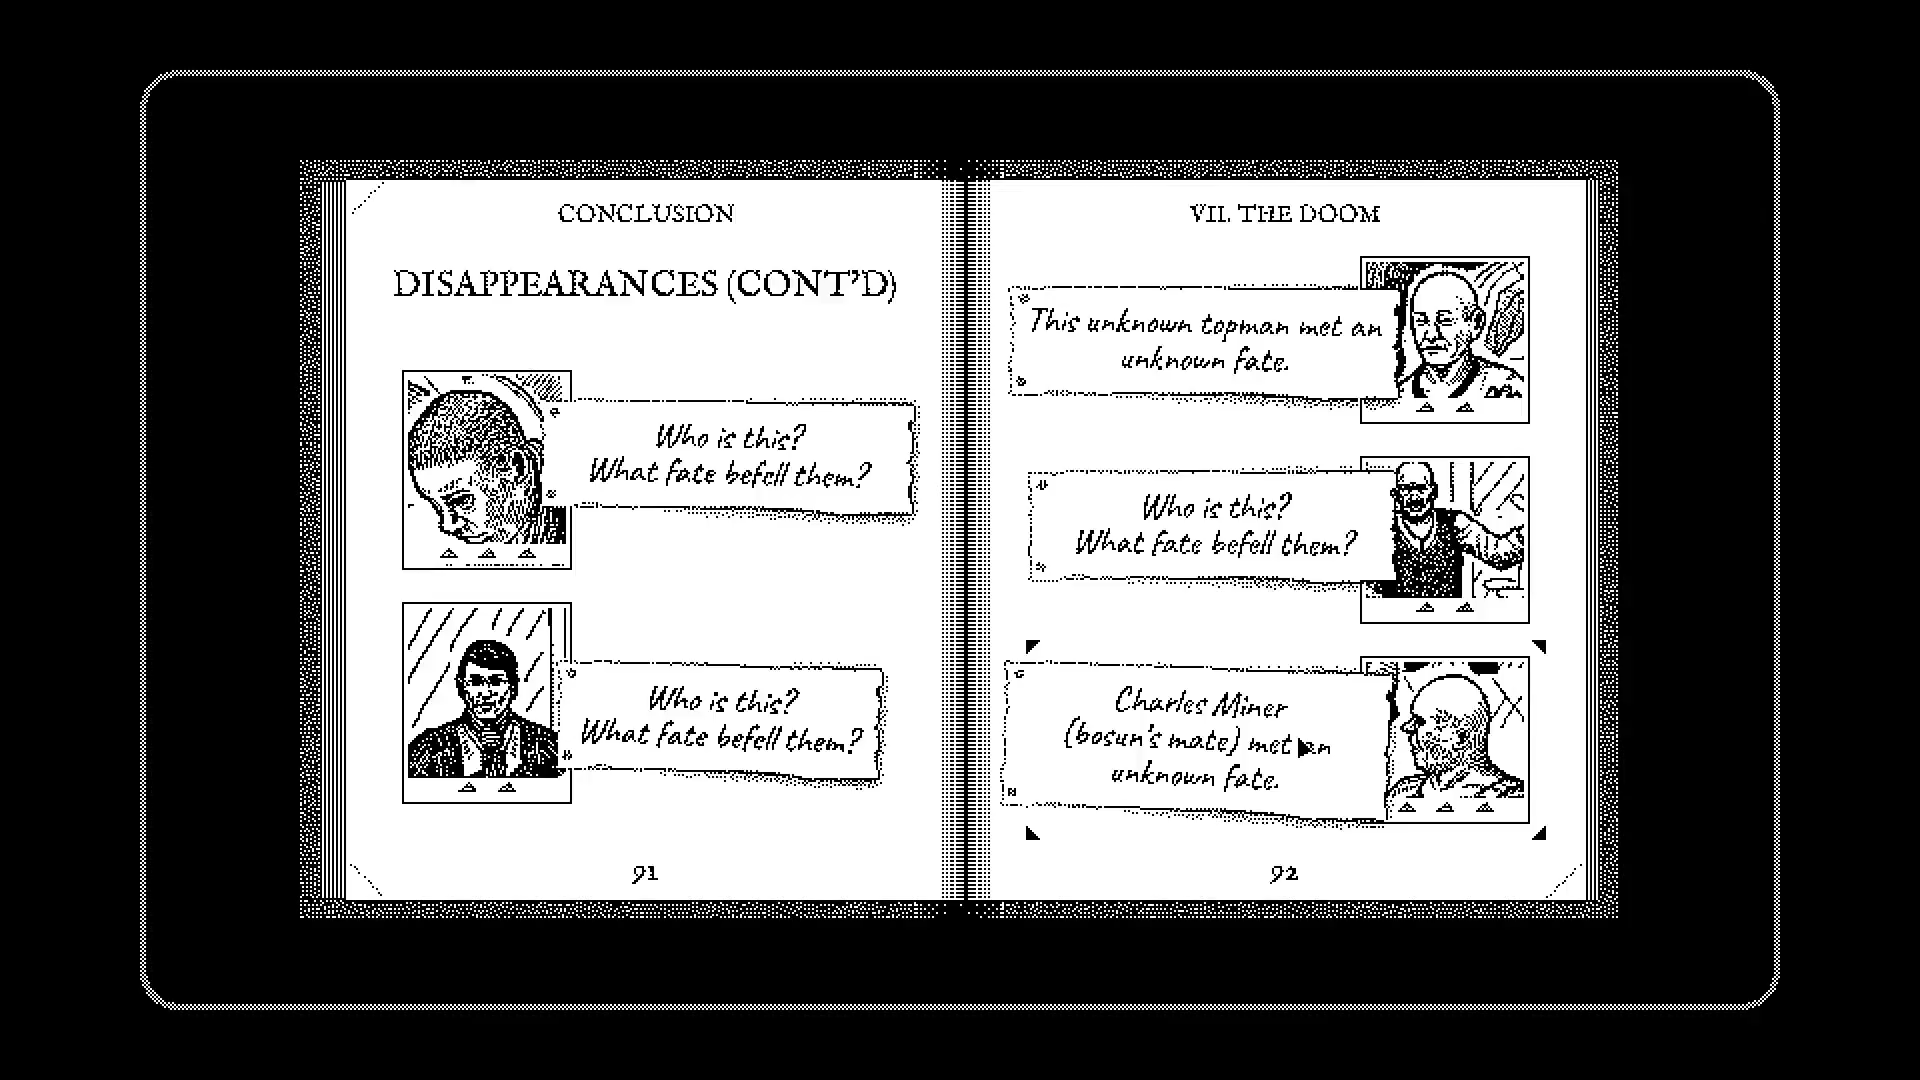 CONCLUSION
DISAPPEARANCES (CONT'D)
Who is this?
What fate befell them?
Who is this?
What fate befell them?
91
VII. THE DOOM
This unknown topman met an
unknown fate.
Who is this?
What fate befell them?
Charles Miner
(bosun's mate) met an
unknown fate.
92